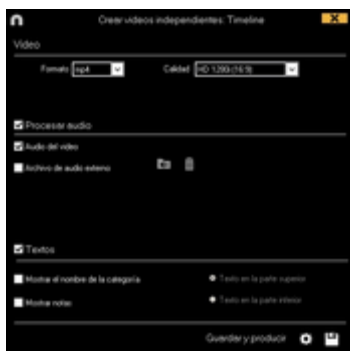 Crear videos independientes: Timeline
X
Video
Formato mp4 Calidad HD 1280(16:9)
Procesar audio
Audio del video
Archivo de audio externo
Textos
Mostrar el nombre de la categoría Texto en la parte superior
Mostrar notas Texto en la parte inferior
Guardar y producir